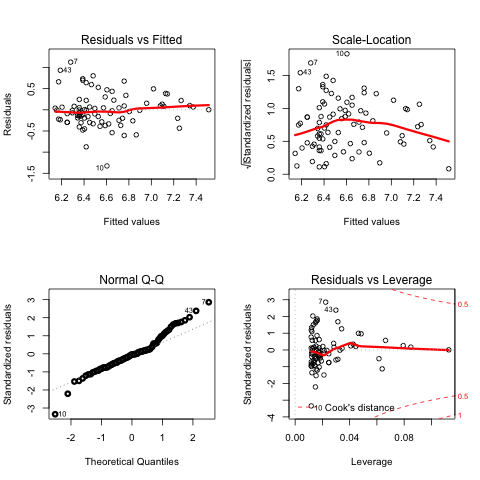 Residuals vs Fitted
Residuals
-1.5
-0.5
0.5
7
43
10
6.2 6.4 6.6 6.8 7.0 7.2 7.4
Fitted values
Scale-Location
√|Standardized residuals|
0.0
0.5
1.0
1.5
10
7
43
6.2 6.4 6.6 6.8 7.0 7.2 7.4
Fitted values
Normal Q-Q
Standardized residuals
-3
-2
-1
0
1
2
3
7
43
10
-2 -1 0 1 2
Theoretical Quantiles
Residuals vs Leverage
Standardized residuals
-4
-2
-1
0
1
2
3
7
43
10
Cook's distance
0.5
0.5
1
0.00 0.04 0.08
Leverage